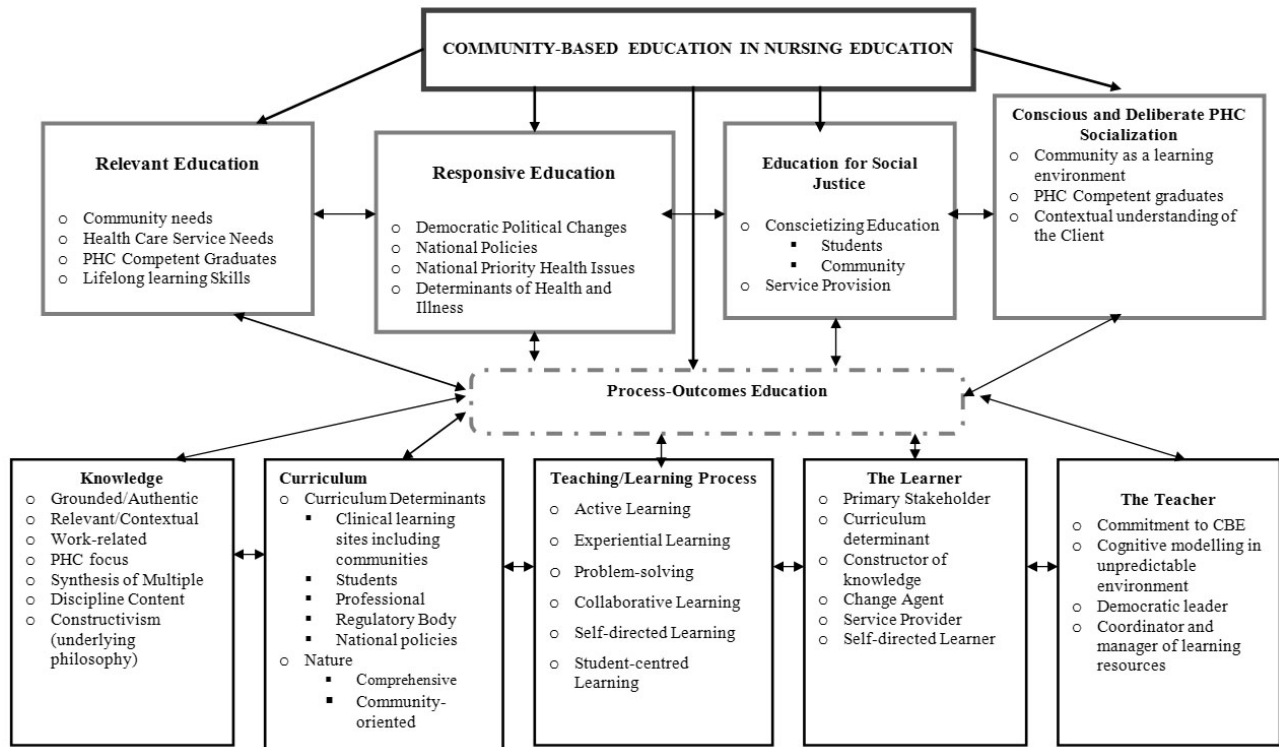 COMMUNITY-BASED EDUCATION IN NURSING EDUCATION
Relevant Education
o Community needs
o Health Care Service Needs
o PHC Competent Graduates
o Lifelong learning Skills
Responsive Education
o Democratic Political Changes
o National Policies
o National Priority Health Issues
o Determinants of Health and
Illness
Education for Social
Justice
o Conscietizing Education
▪ Students
▪ Community
o Service Provision
Conscious and Deliberate PHC
Socialization
o Community as a learning
environment
o PHC Competent graduates
o Contextual understanding of
the Client
Process-Outcomes Education
Knowledge
o Grounded/Authentic
o Relevant/Contextual
o Work-related
o PHC focus
o Synthesis of Multiple
o Discipline Content
o Constructivism
(underlying
philosophy)
Curriculum
o Curriculum Determinants
▪ Clinical learning
sites including
communities
▪ Students
▪ Professional
▪ Regulatory Body
▪ National policies
o Nature
▪ Comprehensive
▪ Community-
oriented
Teaching/Learning Process
o Active Learning
o Experiential Learning
o Problem-solving
o Collaborative Learning
o Self-directed Learning
o Student-centred
Learning
The Learner
o Primary Stakeholder
o Curriculum
determinant
o Constructor of
knowledge
o Change Agent
o Service Provider
o Self-directed Learner
The Teacher
o Commitment to CBE
o Cognitive modelling in
unpredictable
environment
o Democratic leader
o Coordinator and
manager of learning
resources